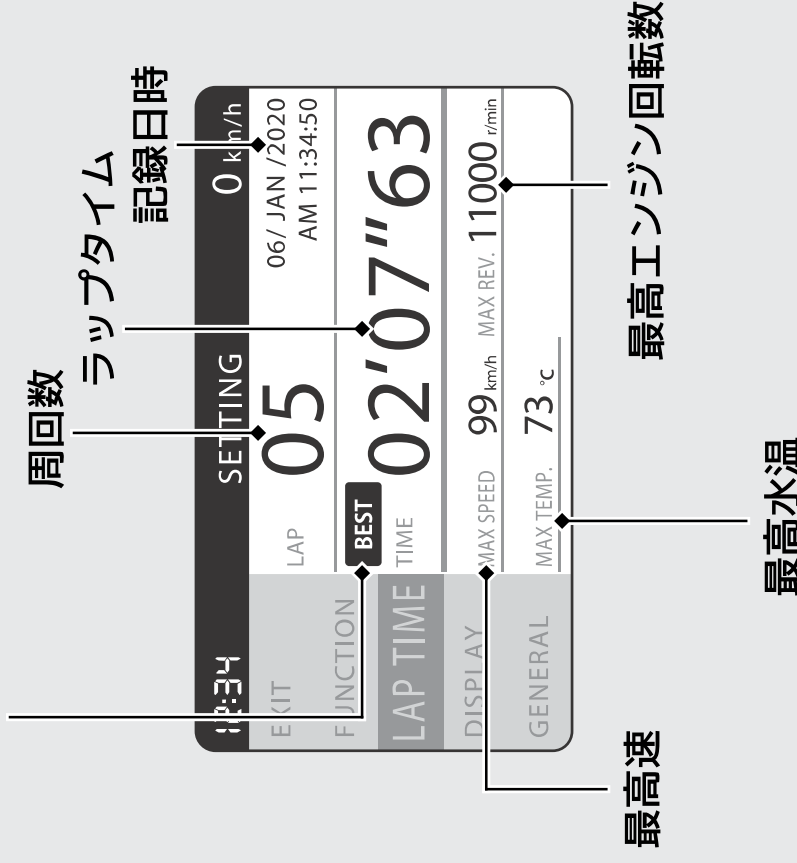 周回数
ラップタイム
記録日時
12:34 SETTING 0 km/h
EXIT
FUNCTION
LAP TIME
DISPLAY
GENERAL
LAP 05
06/ JAN /2020
AM 11:34:50
BEST
TIME 02'07"63
MAX SPEED 99 km/h MAX REV. 11000 r/min
MAX TEMP. 73 ℃
最高速
最高水温
最高エンジン回転数